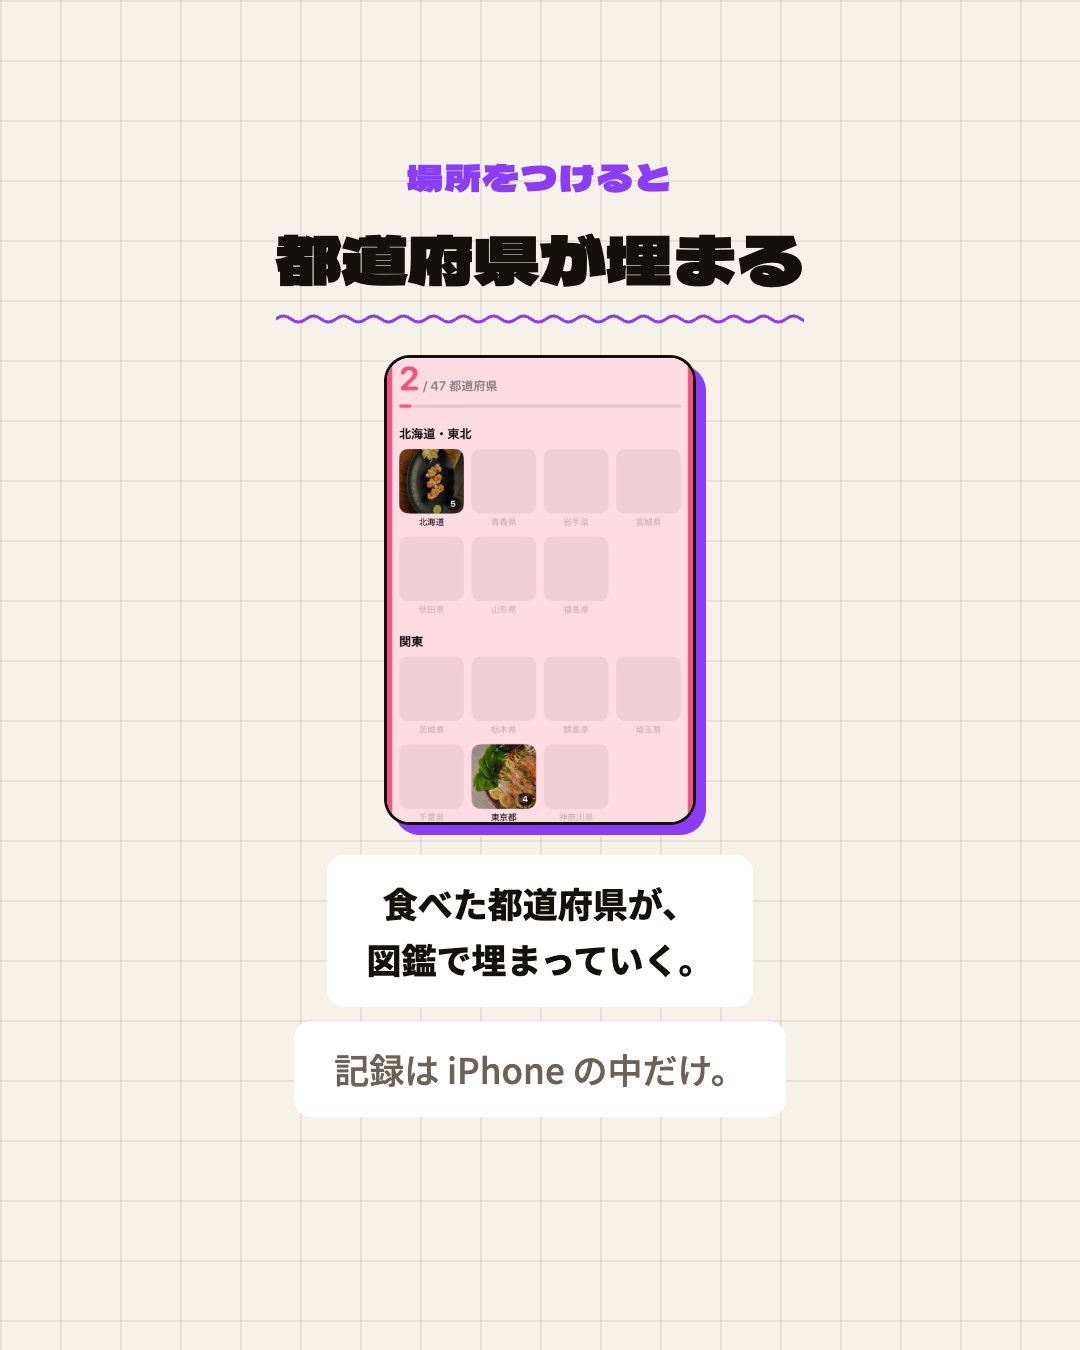 場所をつけると
都道府県が埋まる
2 / 47 都道府県
北海道・東北
5
北海道 青森県 岩手県 宮城県
秋田県 山形県 福島県
関東
茨城県 栃木県 群馬県 埼玉県
4
千葉県 東京都 神奈川県
食べた都道府県が、
図鑑で埋まっていく。
記録は iPhone の中だけ。